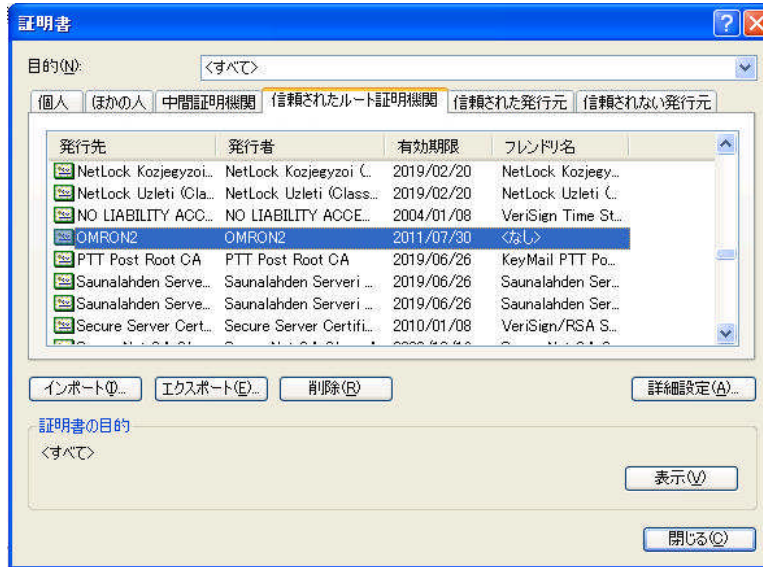 証明書
目的(N): <すべて>
個人 ほかの人 中間証明機関 信頼されたルート証明機関 信頼された発行元 信頼されない発行元
発行先 発行者 有効期限 フレンドリ名
NetLock Kozjegyzoi... NetLock Kozjegyzoi (... 2019/02/20 NetLock Kozjegy...
NetLock Uzleti (Cla... NetLock Uzleti (Class... 2019/02/20 NetLock Uzleti (...
NO LIABILITY ACC... NO LIABILITY ACCE... 2004/01/08 VeriSign Time St...
OMRON2 OMRON2 2011/07/30 <なし>
PTT Post Root CA PTT Post Root CA 2019/06/26 KeyMail PTT Po...
Saunalahden Serve... Saunalahden Serveri ... 2019/06/26 Saunalahden Ser...
Saunalahden Serve... Saunalahden Serveri ... 2019/06/26 Saunalahden Ser...
Secure Server Cert... Secure Server Certifi... 2010/01/08 VeriSign/RSA S...
インポート(I)... エクスポート(E)... 削除(R) 詳細設定(A)...
証明書の目的
<すべて>
表示(V)
閉じる(C)